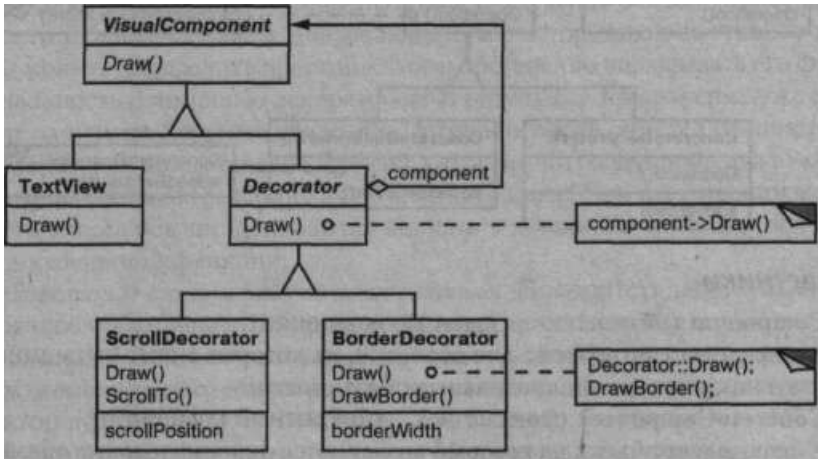 VisualComponent
Draw()
TextView
Draw()
Decorator
Draw()
component
component->Draw()
ScrollDecorator
Draw()
ScrollTo()
scrollPosition
BorderDecorator
Draw()
DrawBorder()
borderWidth
Decorator::Draw();
DrawBorder();